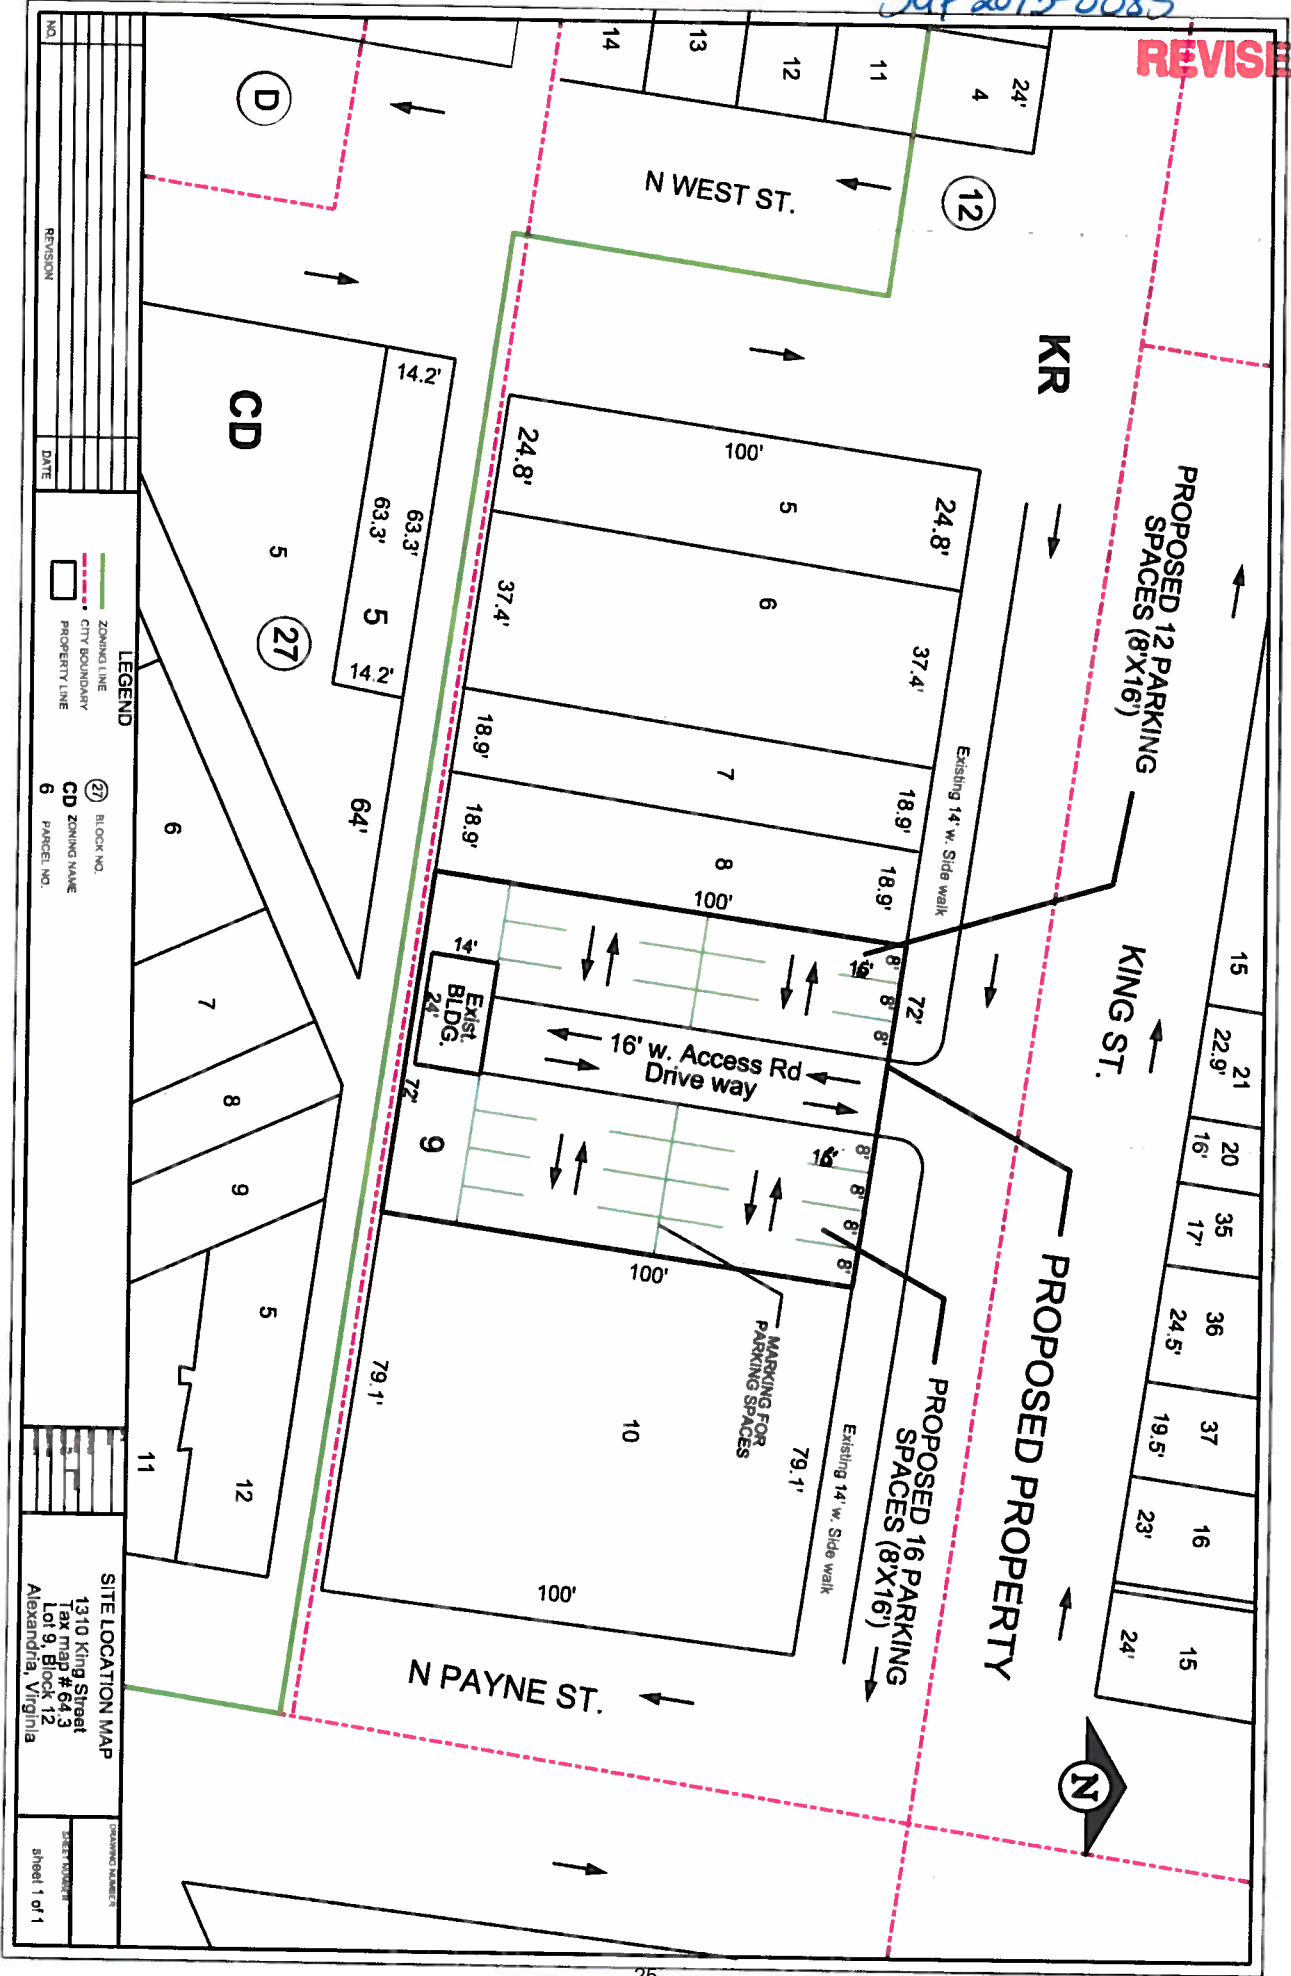 SUP 2013-0085
REVISE
24'
4
11
12
13
14
N WEST ST.
12
D
KR
PROPOSED 12 PARKING
SPACES (8'X16')
15
21
22.9'
20
16'
35
17'
36
24.5'
37
19.5'
16
23'
15
24'
KING ST.
PROPOSED PROPERTY
PROPOSED 16 PARKING
SPACES (8'X16')
Existing 14' w. Side walk
Existing 14' w. Side walk
24.8'
100'
5
24.8'
37.4'
6
37.4'
18.9'
7
18.9'
18.9'
8
18.9'
100'
8'
8'
8'
16'
72'
16' w. Access Rd
Drive way
14'
Exist.
BLDG.
24'
72'
9
8'
8'
8'
8'
16'
100'
MARKING FOR
PARKING SPACES
79.1'
10
79.1'
100'
N PAYNE ST.
N
CD
14.2'
63.3'
63.3'
5
14.2'
5
27
64'
6
7
8
9
5
12
11
NO.
REVISION
DATE
LEGEND
ZONING LINE
CITY BOUNDARY
PROPERTY LINE
27 BLOCK NO.
CD ZONING NAME
6 PARCEL NO.
SITE LOCATION MAP
1310 King Street
Tax map # 64.3
Lot 9, Block 12
Alexandria, Virginia
DRAWING NUMBER
SHEET NUMBER
sheet 1 of 1
25